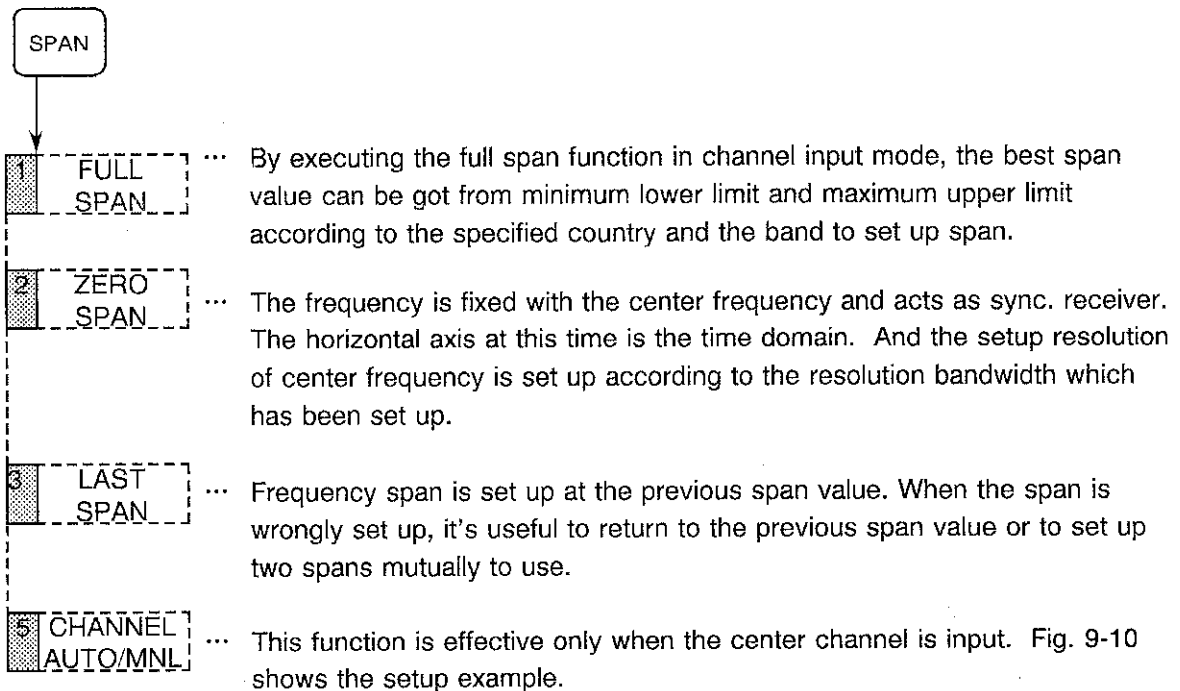 SPAN
1 FULL SPAN ... By executing the full span function in channel input mode, the best span
value can be got from minimum lower limit and maximum upper limit
according to the specified country and the band to set up span.
2 ZERO SPAN ... The frequency is fixed with the center frequency and acts as sync. receiver.
The horizontal axis at this time is the time domain. And the setup resolution
of center frequency is set up according to the resolution bandwidth which
has been set up.
3 LAST SPAN ... Frequency span is set up at the previous span value. When the span is
wrongly set up, it's useful to return to the previous span value or to set up
two spans mutually to use.
5 CHANNEL AUTO/MNL ... This function is effective only when the center channel is input. Fig. 9-10
shows the setup example.